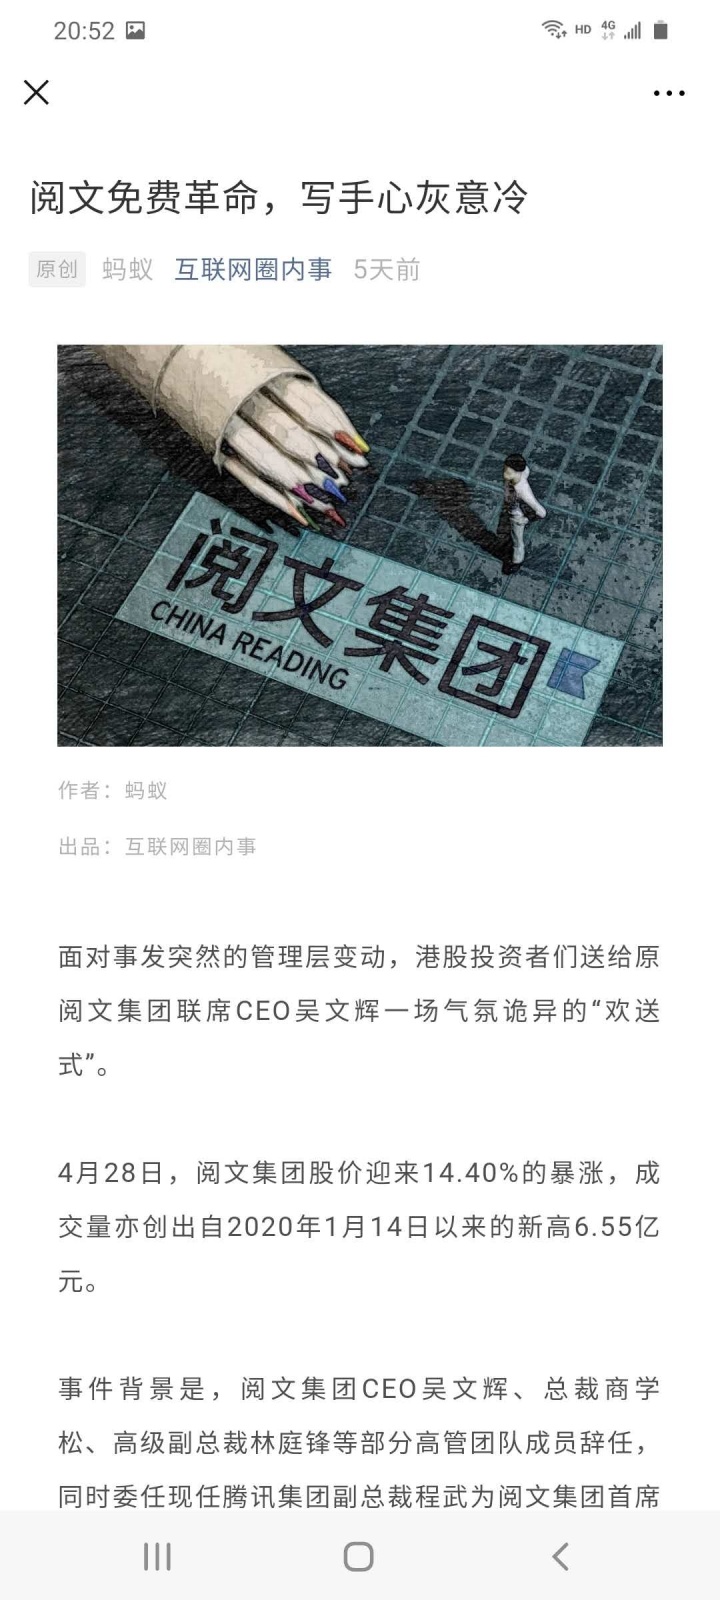 20:52
HD 4G
阅文免费革命，写手心灰意冷
原创 蚂蚁 互联网圈内事 5天前
阅文集团
CHINA READING
作者：蚂蚁
出品：互联网圈内事
面对事发突然的管理层变动，港股投资者们送给原
阅文集团联席CEO吴文辉一场气氛诡异的“欢送
式”。
4月28日，阅文集团股价迎来14.40%的暴涨，成
交量亦创出自2020年1月14日以来的新高6.55亿
元。
事件背景是，阅文集团CEO吴文辉、总裁商学
松、高级副总裁林庭锋等部分高管团队成员辞任，
同时委任现任腾讯集团副总裁程武为阅文集团首席